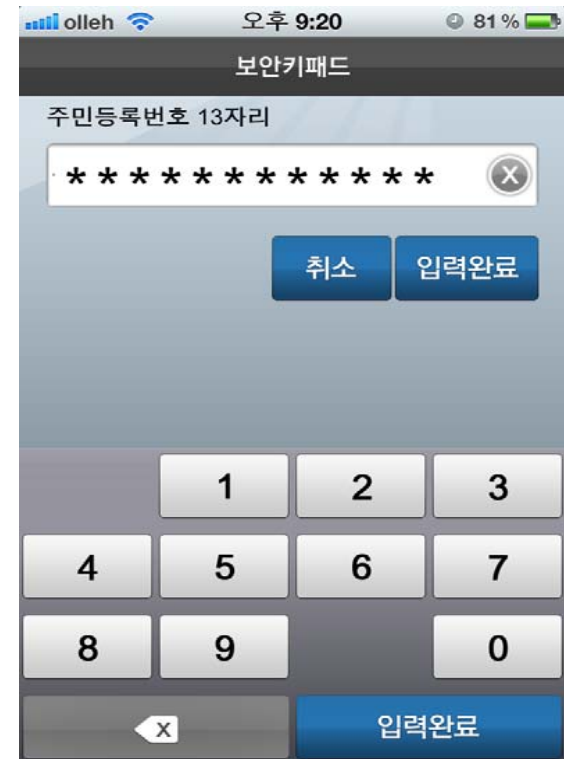 olleh 오후 9:20 81%
보안키패드
주민등록번호 13자리
************
취소 입력완료
1 2 3
4 5 6 7
8 9 0
X 입력완료